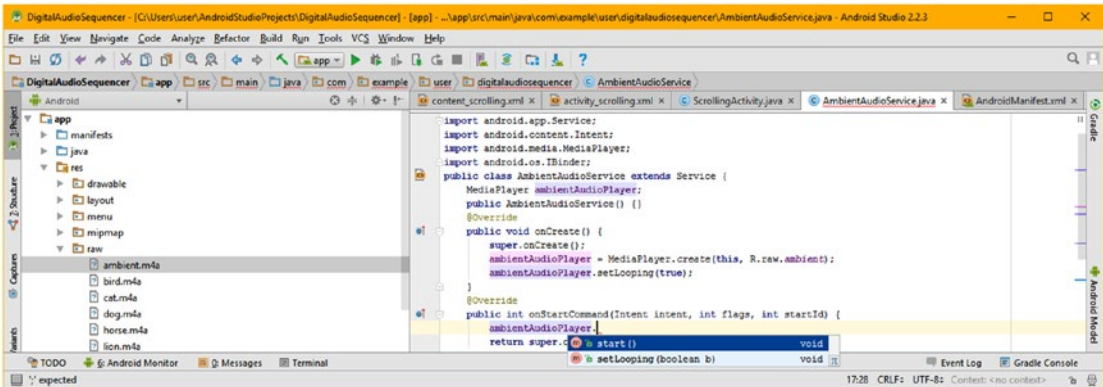 DigitalAudioSequencer - [C:\Users\user\AndroidStudioProjects\DigitalAudioSequencer] - [app] - ...\app\src\main\java\com\example\user\digitalaudiosequencer\AmbientAudioService.java - Android Studio 2.2.3
File Edit View Navigate Code Analyze Refactor Build Run Tools VCS Window Help
app
DigitalAudioSequencer app src main java com example user digitalaudiosequencer AmbientAudioService
Android
content_scrolling.xml × activity_scrolling.xml × ScrollingActivity.java × AmbientAudioService.java × AndroidManifest.xml ×
1: Project
2: Structure
Captures
app
manifests
java
res
drawable
layout
menu
mipmap
raw
ambient.m4a
bird.m4a
cat.m4a
dog.m4a
horse.m4a
lion.m4a
import android.app.Service;
import android.content.Intent;
import android.media.MediaPlayer;
import android.os.IBinder;
public class AmbientAudioService extends Service {
MediaPlayer ambientAudioPlayer;
public AmbientAudioService() {}
@Override
public void onCreate() {
super.onCreate();
ambientAudioPlayer = MediaPlayer.create(this, R.raw.ambient);
ambientAudioPlayer.setLooping(true);
}
@Override
public int onStartCommand(Intent intent, int flags, int startId) {
ambientAudioPlayer.
return super.
start() void
setLooping(boolean b) void
Gradle
Android Model
TODO 6: Android Monitor 0: Messages Terminal Event Log Gradle Console
';' expected 17:28 CRLF÷ UTF-8÷ Context: <no context>